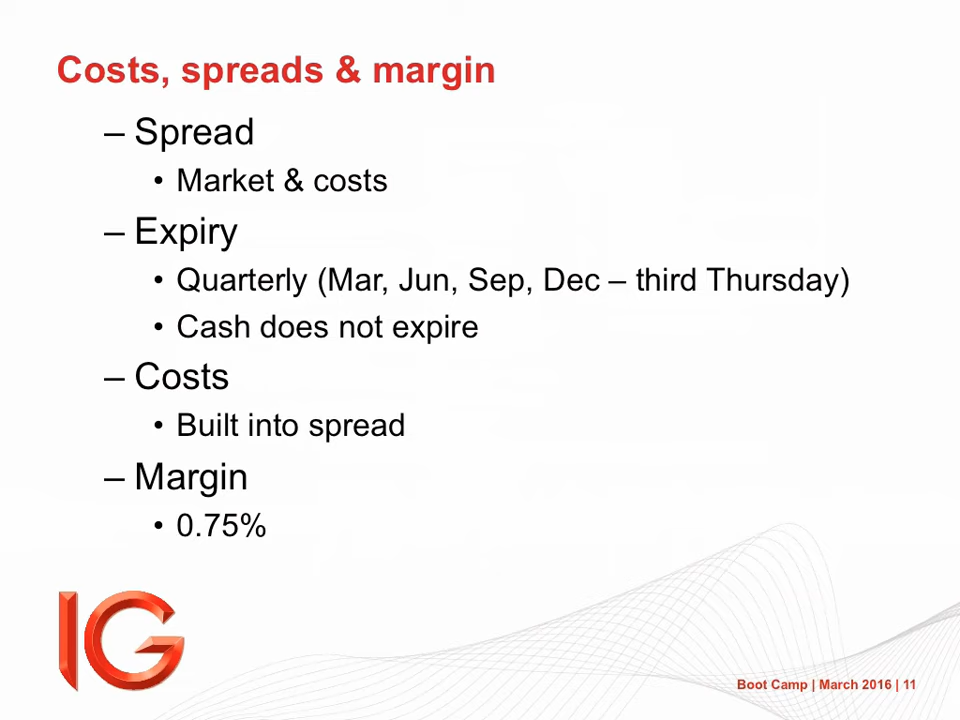 Costs, spreads & margin
– Spread
• Market & costs
– Expiry
• Quarterly (Mar, Jun, Sep, Dec – third Thursday)
• Cash does not expire
– Costs
• Built into spread
– Margin
• 0.75%
IG
Boot Camp | March 2016 | 11